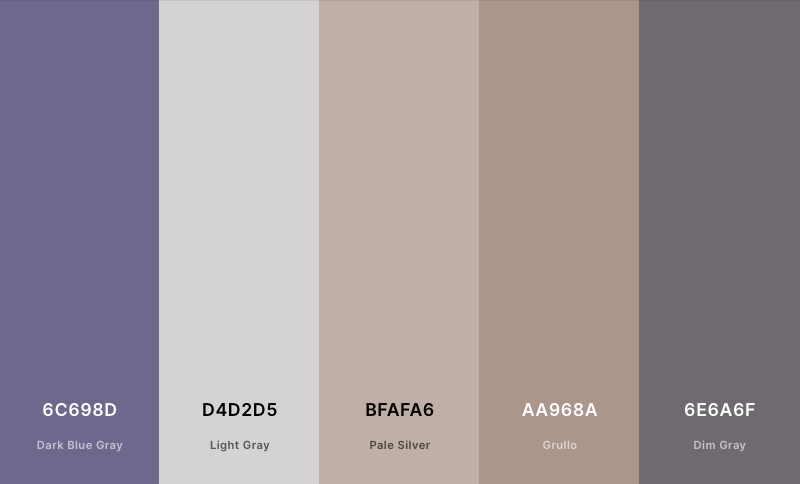 6C698D
Dark Blue Gray
D4D2D5
Light Gray
BFAFA6
Pale Silver
AA968A
Grullo
6E6A6F
Dim Gray